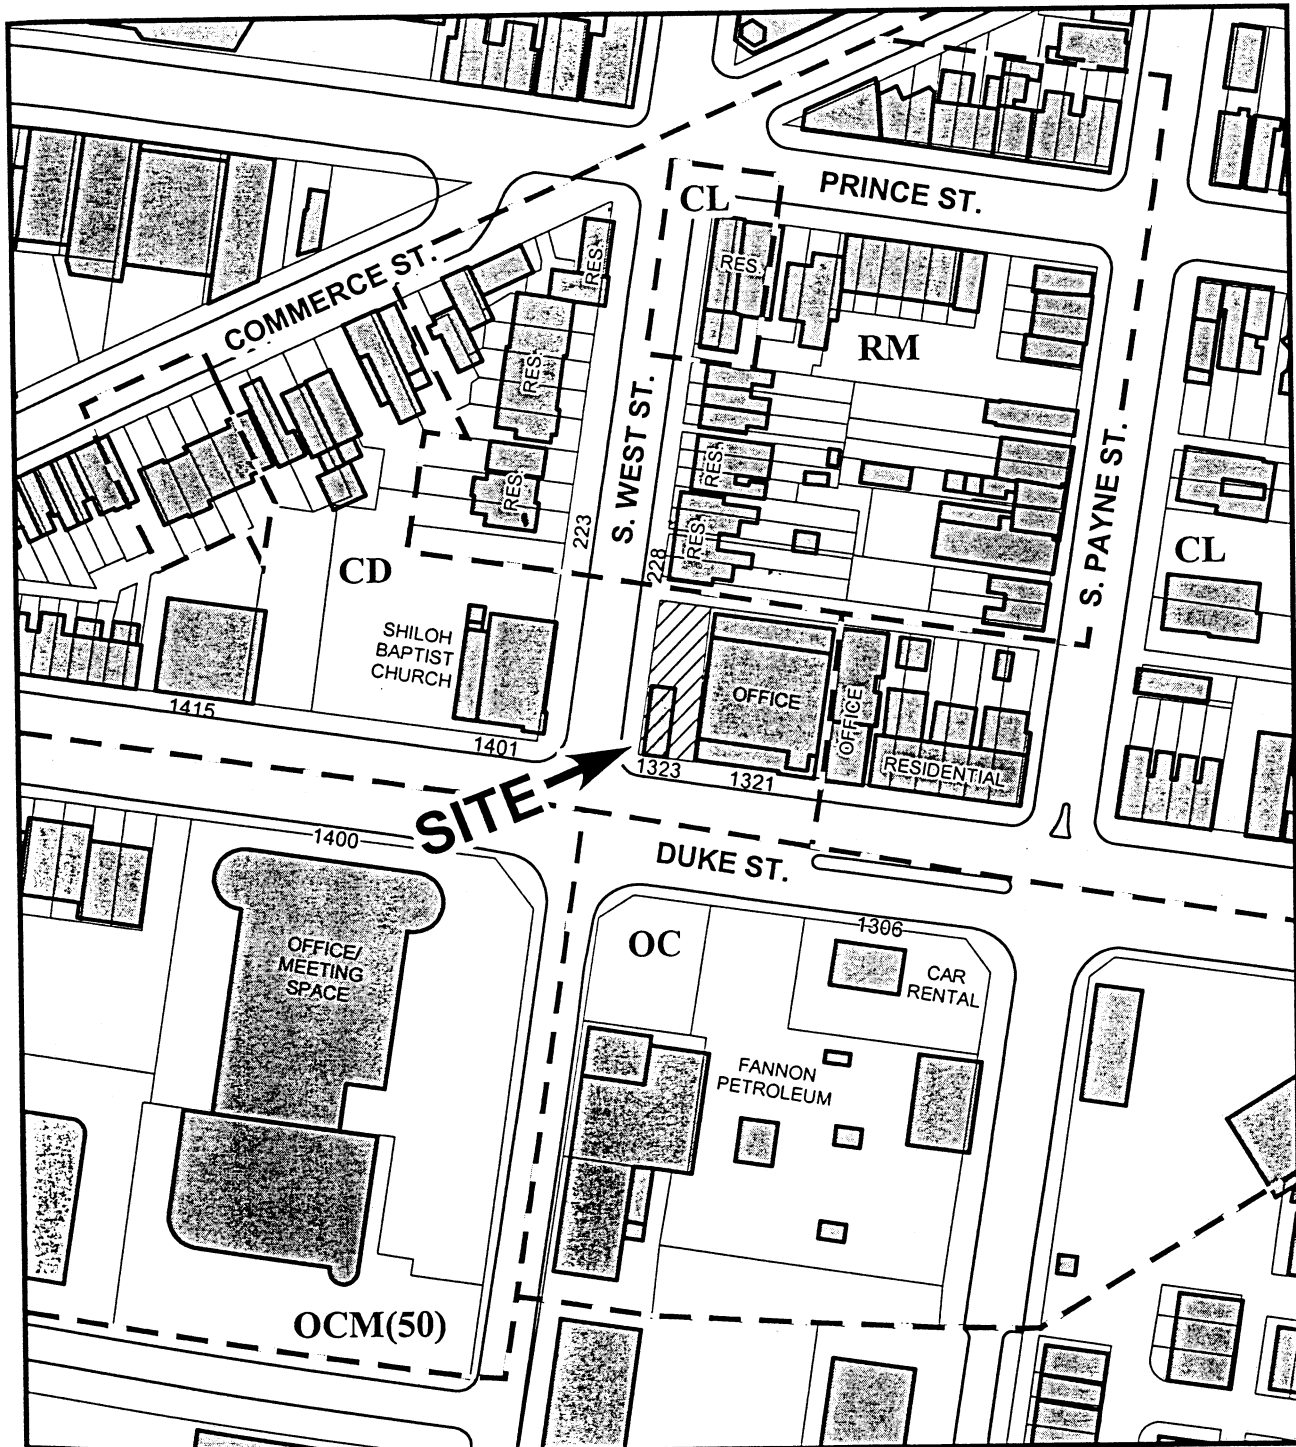 PRINCE ST.
CL
RES.
RES.
COMMERCE ST.
RM
RES.
S. WEST ST.
RES.
RES.
S. PAYNE ST.
223
RES.
228
CL
CD
SHILOH
BAPTIST
CHURCH
OFFICE
OFFICE
1415
1401
1323
1321
RESIDENTIAL
SITE
1400
DUKE ST.
1306
OC
OFFICE/
MEETING
SPACE
CAR
RENTAL
FANNON
PETROLEUM
OCM(50)